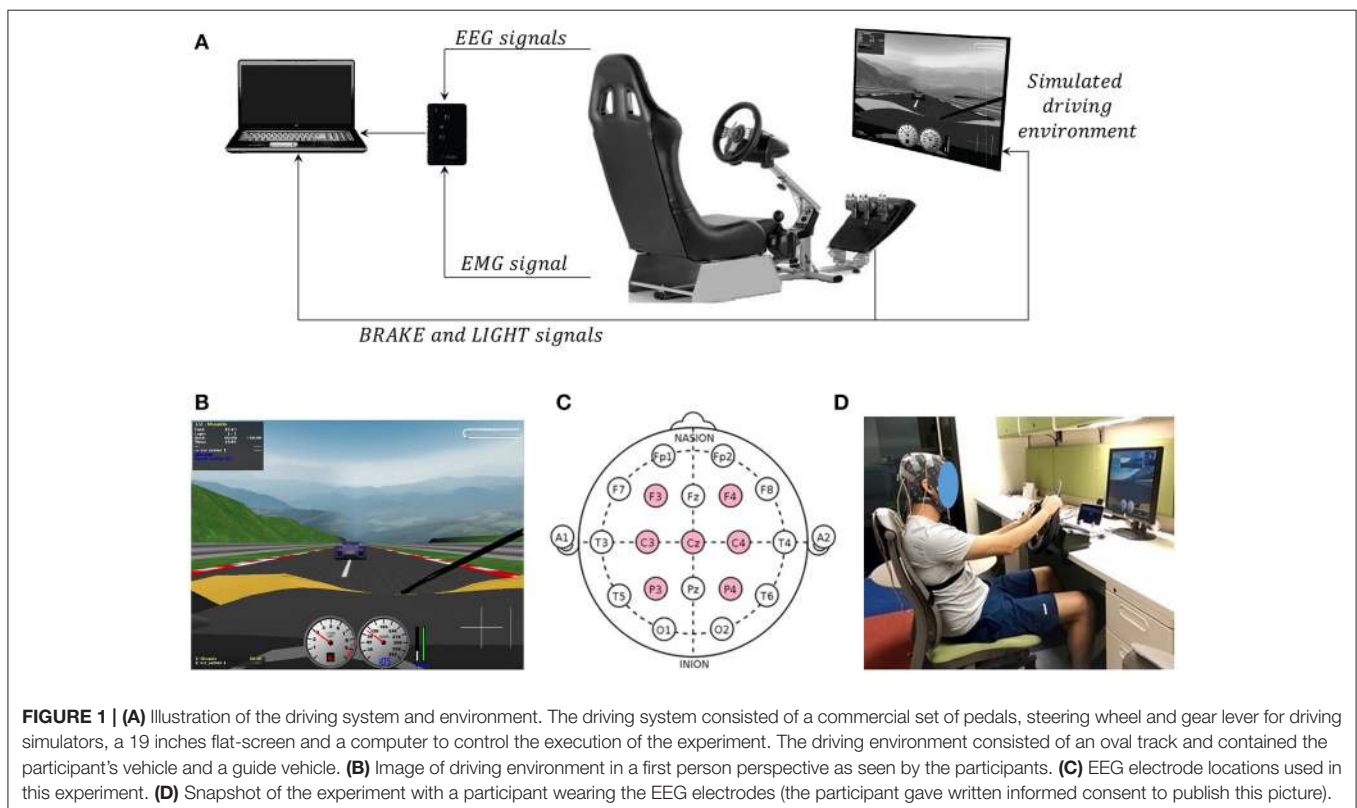 A
EEG signals
Simulated
driving
environment
EMG signal
BRAKE and LIGHT signals
B
C
D
NASION
Fp1 Fp2
F7 F3 Fz F4 F8
A1 T3 C3 Cz C4 T4 A2
T5 P3 Pz P4 T6
O1 O2
INION
FIGURE 1 | (A) Illustration of the driving system and environment. The driving system consisted of a commercial set of pedals, steering wheel and gear lever for driving
simulators, a 19 inches flat-screen and a computer to control the execution of the experiment. The driving environment consisted of an oval track and contained the
participant's vehicle and a guide vehicle. (B) Image of driving environment in a first person perspective as seen by the participants. (C) EEG electrode locations used in
this experiment. (D) Snapshot of the experiment with a participant wearing the EEG electrodes (the participant gave written informed consent to publish this picture).